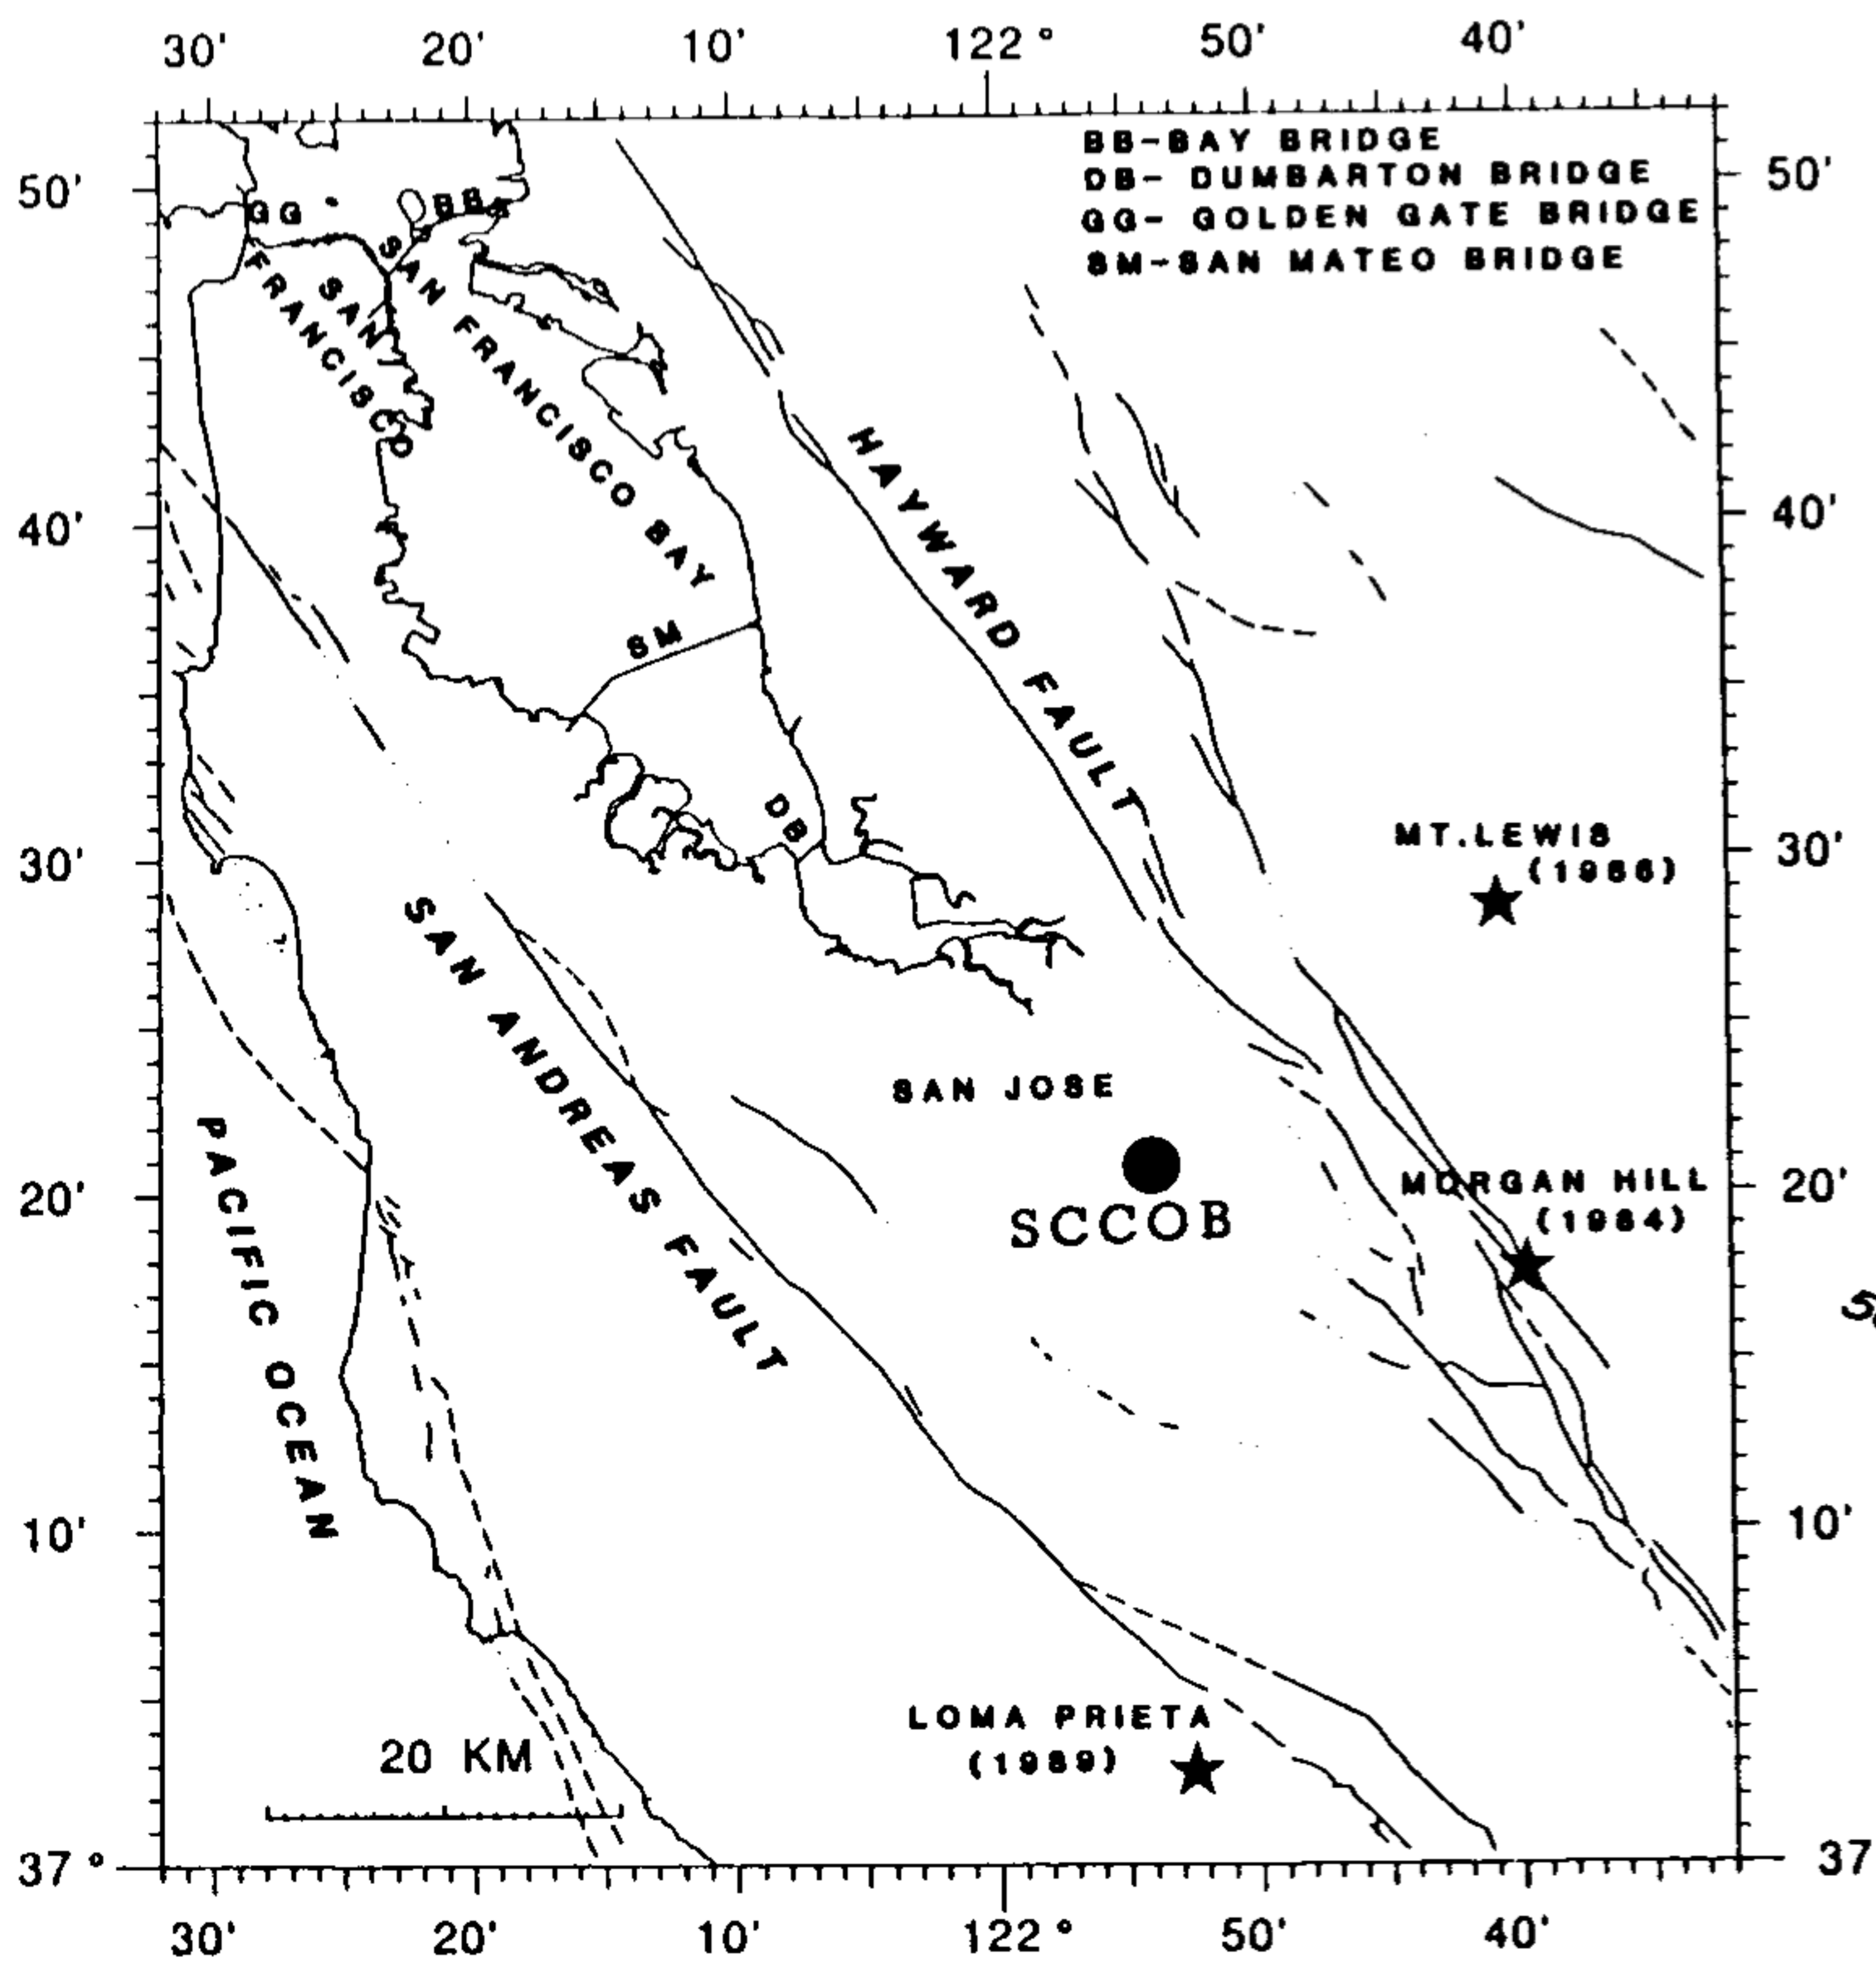 30' 20' 10' 122° 50' 40'
BB-BAY BRIDGE
DB- DUMBARTON BRIDGE
GG- GOLDEN GATE BRIDGE
SM-SAN MATEO BRIDGE
50'
50'
GG
BB
SAN
FRANCISCO
SAN FRANCISCO BAY
HAYWARD FAULT
40'
40'
SM
DB
MT.LEWIS
(1986)
30'
30'
SAN ANDREAS FAULT
SAN JOSE
SCCOB
PACIFIC OCEAN
MORGAN HILL
(1984)
20'
20'
10'
10'
LOMA PRIETA
(1989)
20 KM
37°
37
30' 20' 10' 122° 50' 40'